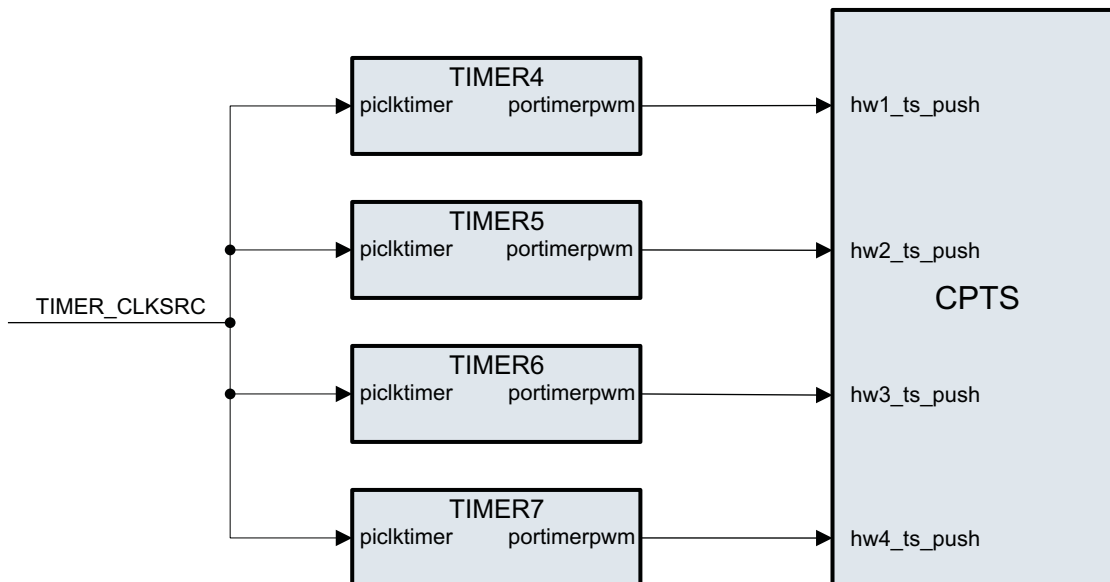 TIMER4
piclktimer portimerpwm
hw1_ts_push
TIMER5
piclktimer portimerpwm
hw2_ts_push
CPTS
TIMER_CLKSRC
TIMER6
piclktimer portimerpwm
hw3_ts_push
TIMER7
piclktimer portimerpwm
hw4_ts_push